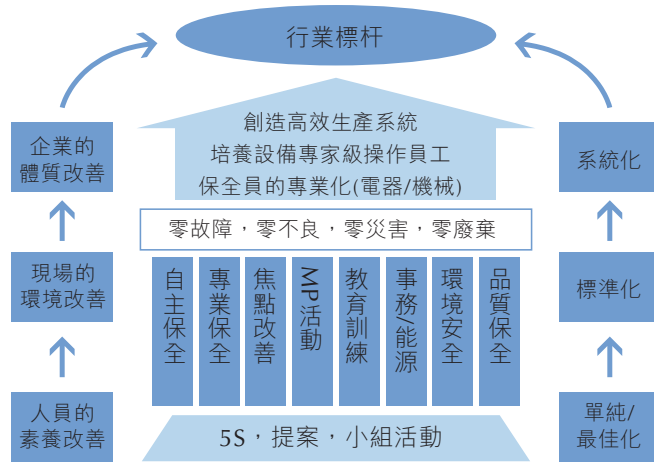 行業標杆
創造高效生產系統
培養設備專家級操作員工
保全員的專業化(電器/機械)
零故障，零不良，零災害，零廢棄
自主保全
專業保全
焦點改善
MP活動
教育訓練
事務/能源
環境安全
品質保全
5S，提案，小組活動
企業的
體質改善
現場的
環境改善
人員的
素養改善
系統化
標準化
單純/
最佳化